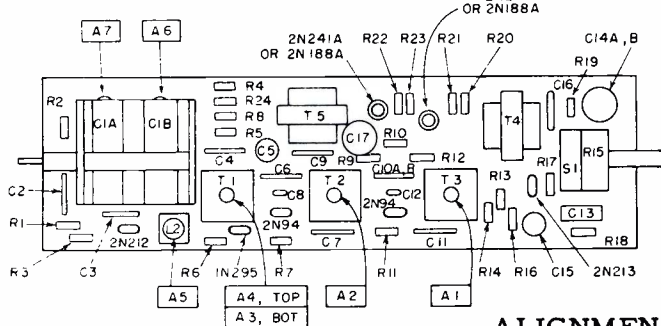 OR 2N188A
2N241A
OR 2N188A
R22 R23 R21 R20
C14A, B
R19
A7 A6
R2 R4
R24
R8
R5
C1A C1B
T5
C17
R10
T4
C16
S1 R15
C4 C5 C9 R9 R12
C6 C10A, B
C2
T1 C8 T2 C12 T3
R13 R17
2N94 2N94
C13
R1
R3 C3 2N212 L2
R6 1N295 R7 C7 R11 C11
R14 R16 C15 2N213 R18
A5
A4, TOP
A3, BOT
A2 A1
ALIGNMEN